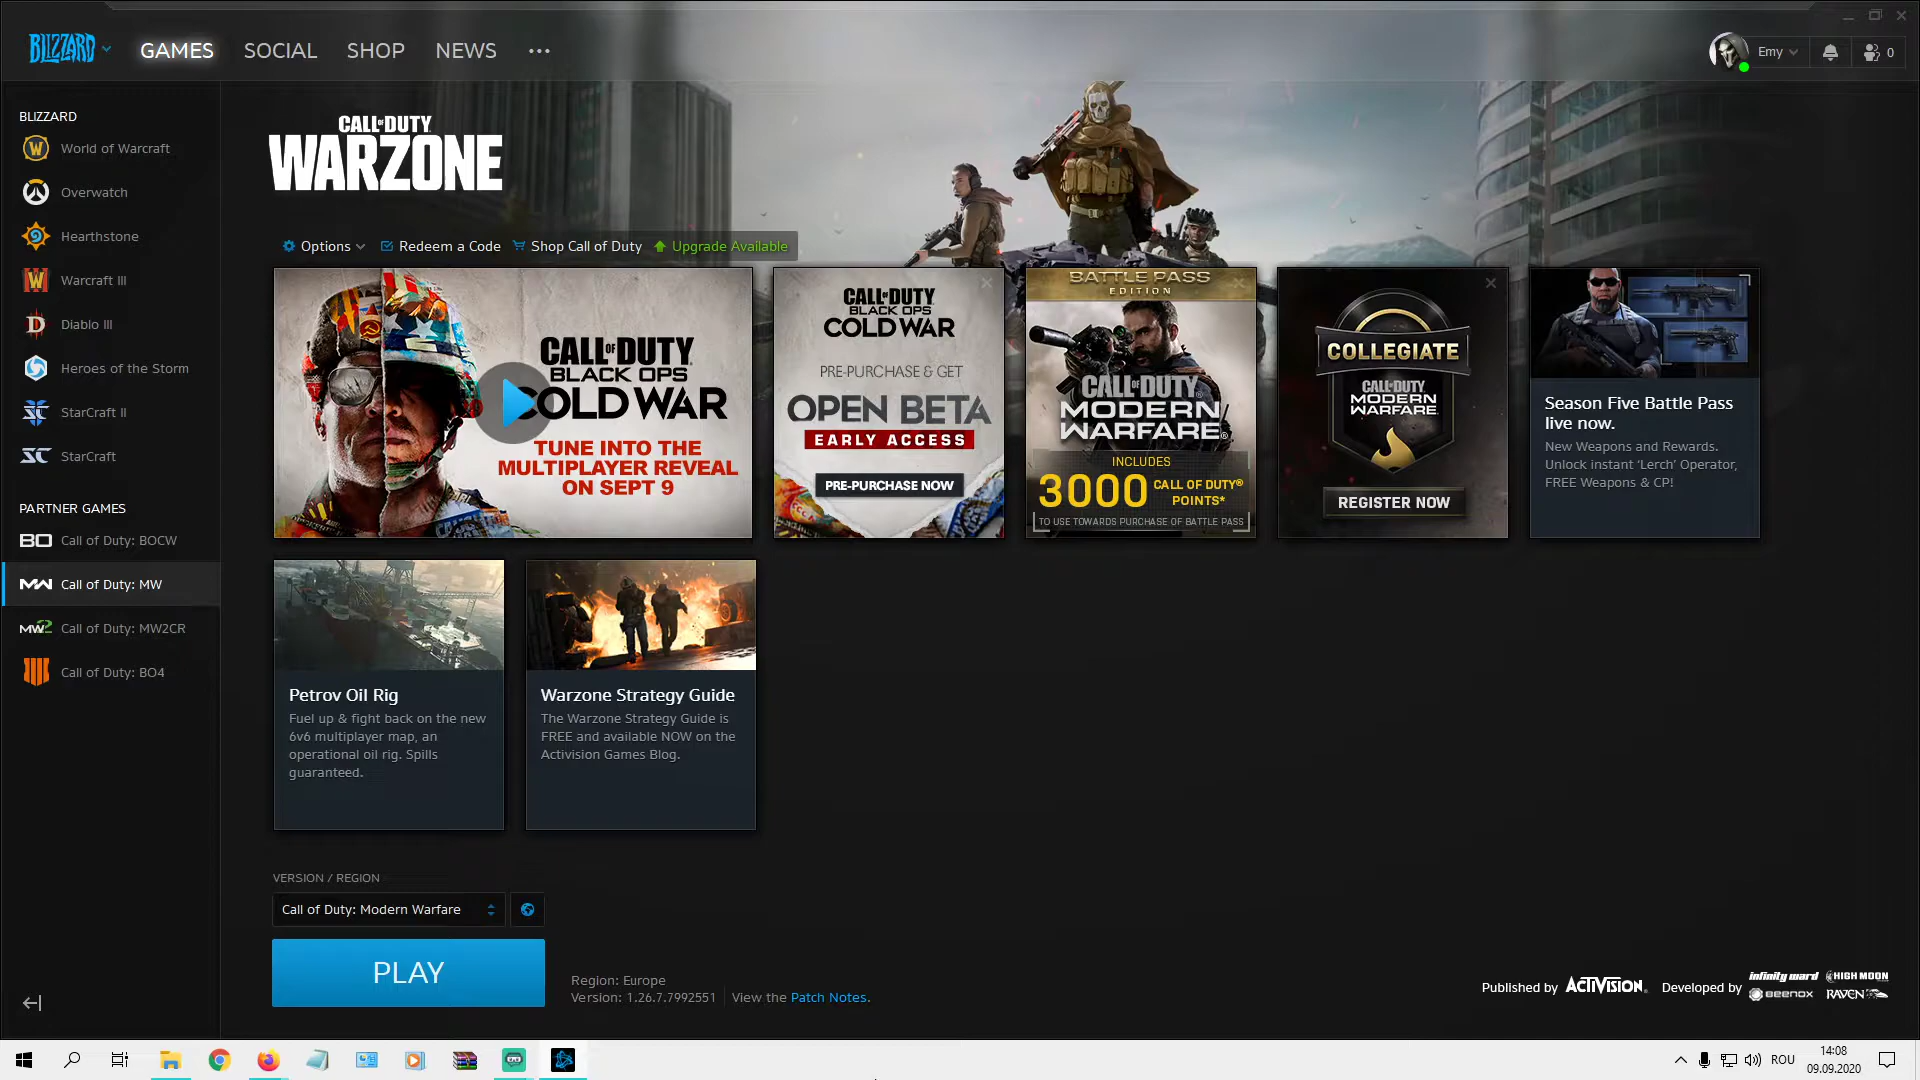 BLIZZARD
GAMES
SOCIAL
SHOP
NEWS
Emy
0
BLIZZARD
World of Warcraft
Overwatch
Hearthstone
Warcraft III
Diablo III
Heroes of the Storm
StarCraft II
StarCraft
PARTNER GAMES
Call of Duty: BOCW
Call of Duty: MW
Call of Duty: MW2CR
Call of Duty: BO4
CALL OF DUTY
WARZONE
Options
Redeem a Code
Shop Call of Duty
Upgrade Available
CALL OF DUTY
BLACK OPS
COLD WAR
TUNE INTO THE
MULTIPLAYER REVEAL
ON SEPT 9
CALL OF DUTY
BLACK OPS
COLD WAR
PRE-PURCHASE & GET
OPEN BETA
EARLY ACCESS
PRE-PURCHASE NOW
BATTLE PASS
EDITION
CALL OF DUTY®
MODERN
WARFARE®
INCLUDES
3000 CALL OF DUTY®
POINTS*
TO USE TOWARDS PURCHASE OF BATTLE PASS
COLLEGIATE
CALL OF DUTY
MODERN
WARFARE
REGISTER NOW
Season Five Battle Pass
live now.
New Weapons and Rewards.
Unlock instant 'Lerch' Operator,
FREE Weapons & CP!
Petrov Oil Rig
Fuel up & fight back on the new
6v6 multiplayer map, an
operational oil rig. Spills
guaranteed.
Warzone Strategy Guide
The Warzone Strategy Guide is
FREE and available NOW on the
Activision Games Blog.
VERSION / REGION
Call of Duty: Modern Warfare
PLAY
Region: Europe
Version: 1.26.7.7992551
View the Patch Notes.
Published by ACTIVISION.
Developed by
infinity ward
HIGH MOON
BEENOX
RAVEN
ROU
14:08
09.09.2020